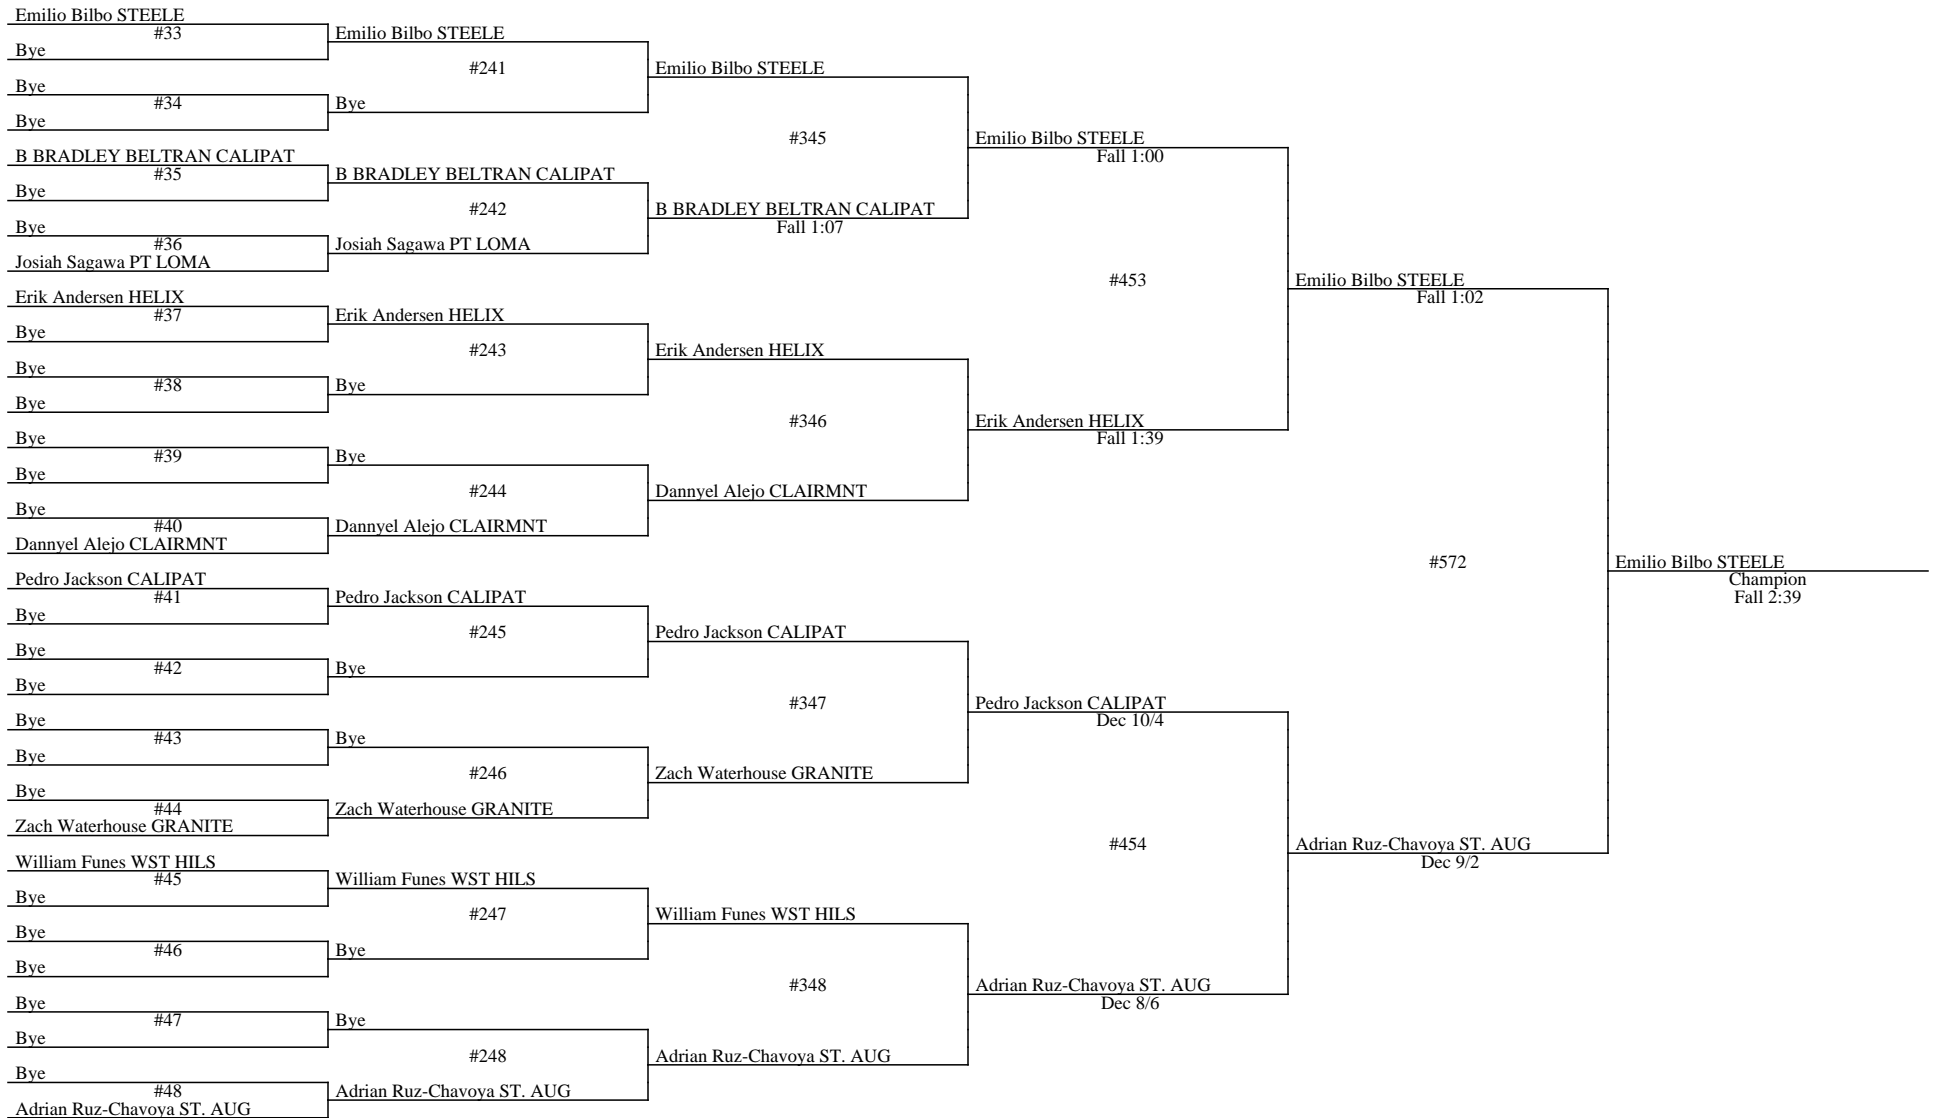 Emilio Bilbo STEELE
#33
Bye
Emilio Bilbo STEELE
#241
Bye
#34
Bye
Bye
Emilio Bilbo STEELE
#345
B BRADLEY BELTRAN CALIPAT
#35
Bye
B BRADLEY BELTRAN CALIPAT
#242
Bye
#36
Josiah Sagawa PT LOMA
Josiah Sagawa PT LOMA
B BRADLEY BELTRAN CALIPAT
Fall 1:07
Emilio Bilbo STEELE
Fall 1:00
#453
Erik Andersen HELIX
#37
Bye
Erik Andersen HELIX
#243
Bye
#38
Bye
Bye
Erik Andersen HELIX
#346
Bye
#39
Bye
Bye
#244
Bye
#40
Dannyel Alejo CLAIRMNT
Dannyel Alejo CLAIRMNT
Dannyel Alejo CLAIRMNT
Erik Andersen HELIX
Fall 1:39
Emilio Bilbo STEELE
Fall 1:02
#572
Pedro Jackson CALIPAT
#41
Bye
Pedro Jackson CALIPAT
#245
Bye
#42
Bye
Bye
Pedro Jackson CALIPAT
#347
Bye
#43
Bye
Bye
#246
Bye
#44
Zach Waterhouse GRANITE
Zach Waterhouse GRANITE
Zach Waterhouse GRANITE
Pedro Jackson CALIPAT
Dec 10/4
#454
William Funes WST HILS
#45
Bye
William Funes WST HILS
#247
Bye
#46
Bye
Bye
William Funes WST HILS
#348
Bye
#47
Bye
Bye
#248
Bye
#48
Adrian Ruz-Chavoya ST. AUG
Adrian Ruz-Chavoya ST. AUG
Adrian Ruz-Chavoya ST. AUG
Adrian Ruz-Chavoya ST. AUG
Dec 8/6
Adrian Ruz-Chavoya ST. AUG
Dec 9/2
Emilio Bilbo STEELE
Champion
Fall 2:39